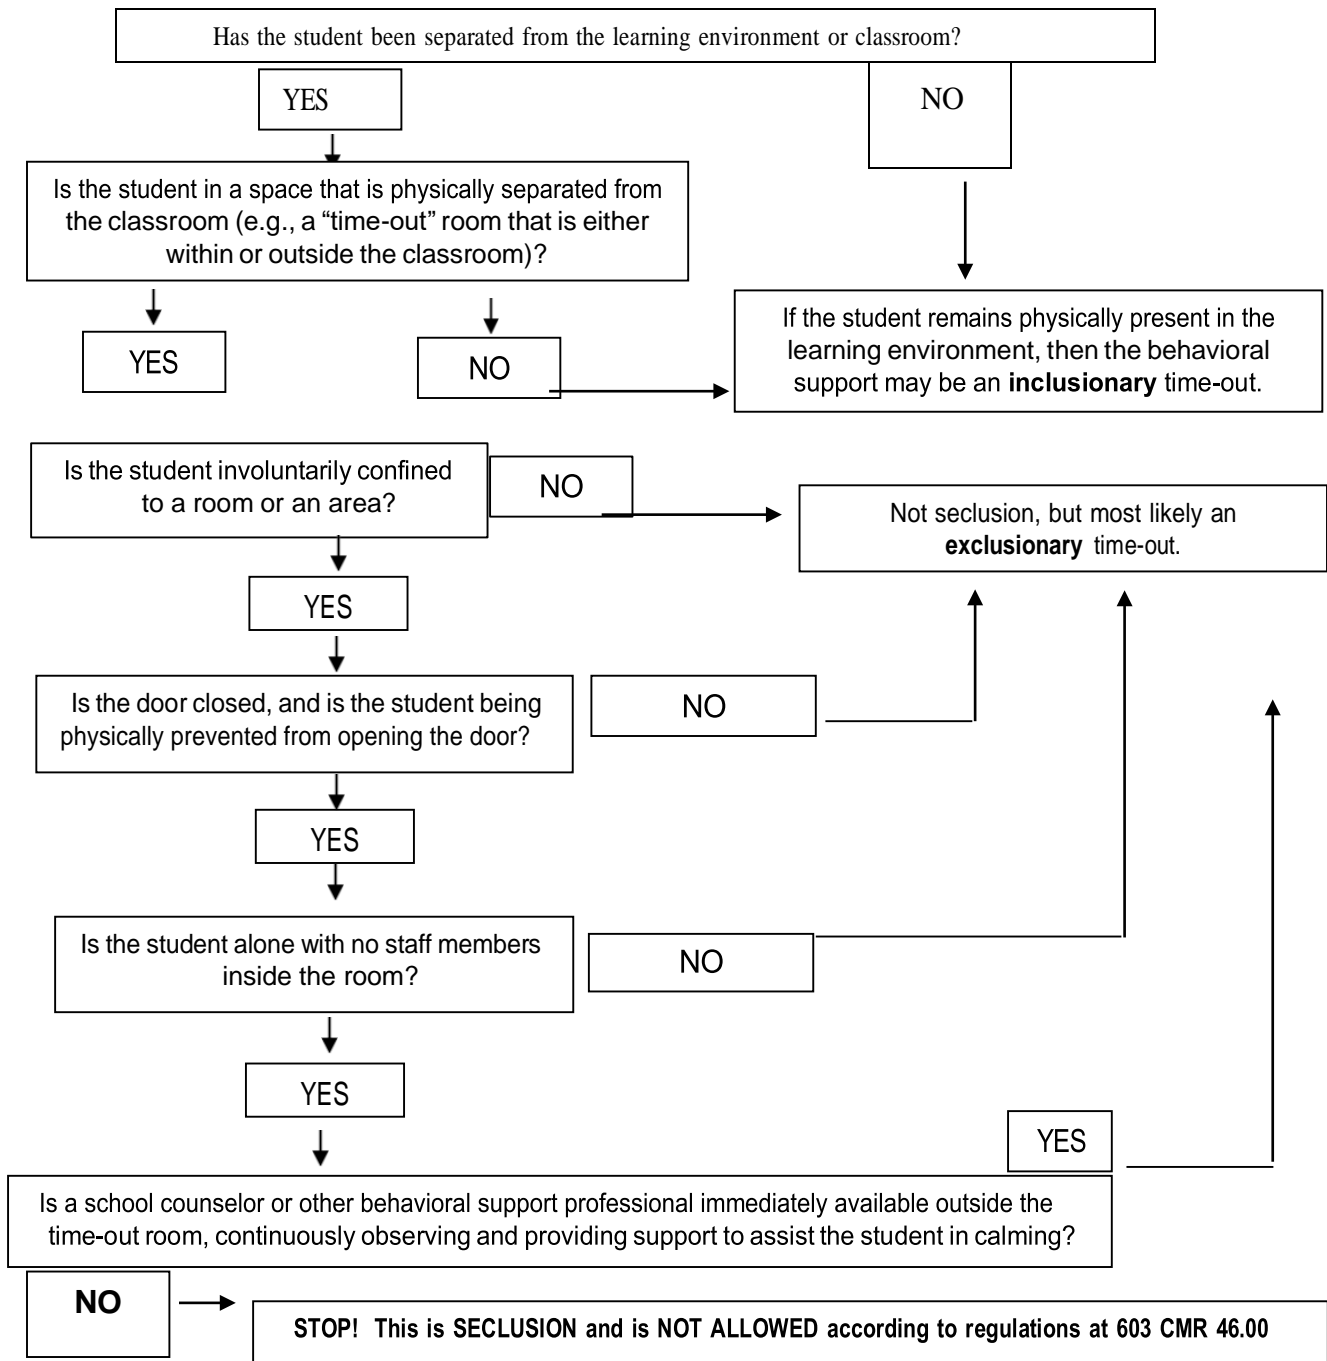 Has the student been separated from the learning environment or classroom?
YES
NO
Is the student in a space that is physically separated from
the classroom (e.g., a “time-out” room that is either
within or outside the classroom)?
YES
NO
If the student remains physically present in the
learning environment, then the behavioral
support may be an inclusionary time-out.
Is the student involuntarily confined
to a room or an area?
NO
Not seclusion, but most likely an
exclusionary time-out.
YES
Is the door closed, and is the student being
physically prevented from opening the door?
NO
YES
Is the student alone with no staff members
inside the room?
NO
YES
YES
Is a school counselor or other behavioral support professional immediately available outside the
time-out room, continuously observing and providing support to assist the student in calming?
NO
STOP! This is SECLUSION and is NOT ALLOWED according to regulations at 603 CMR 46.00